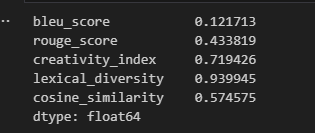 ..
bleu_score 0.121713
rouge_score 0.433819
creativity_index 0.719426
lexical_diversity 0.939945
cosine_similarity 0.574575
dtype: float64